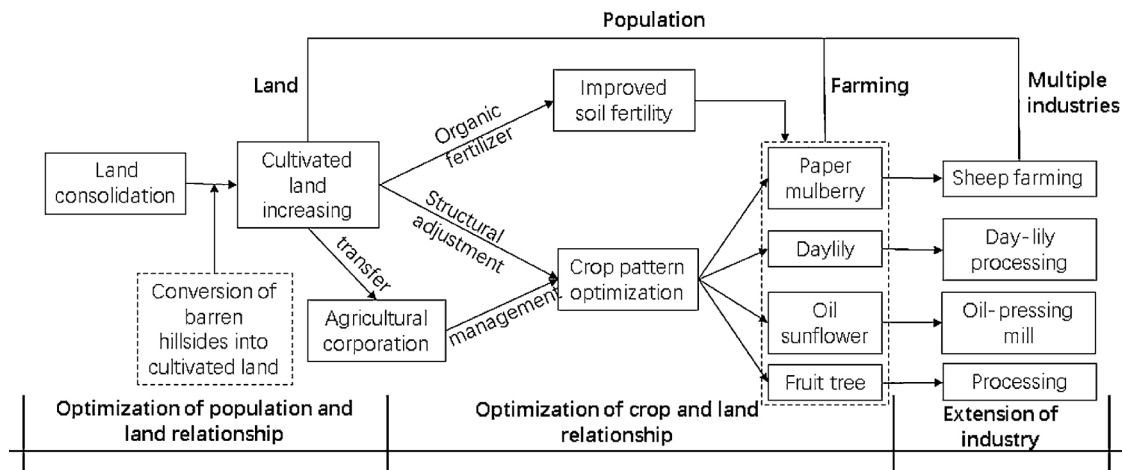 Population
Land
Farming
Multiple
industries
Organic
fertilizer
Improved
soil fertility
Land
consolidation
Cultivated
land
increasing
Structural
adjustment
Paper
mulberry
Sheep farming
transfer
Crop pattern
optimization
Daylily
Day-lily
processing
Conversion of
barren
hillsides into
cultivated land
Agricultural
corporation
management
Oil
sunflower
Oil-pressing
mill
Fruit tree
Processing
Optimization of population and
land relationship
Optimization of crop and land
relationship
Extension of
industry